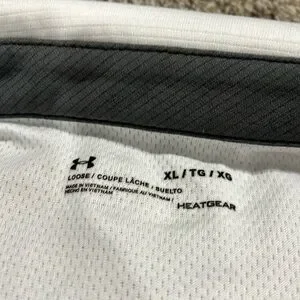 XL / TG / XG
LOOSE / COUPE LÂCHE / SUELTO
MADE IN VIETNAM / FABRIQUÉ AU VIETNAM /
HECHO EN VIETNAM
HEATGEAR